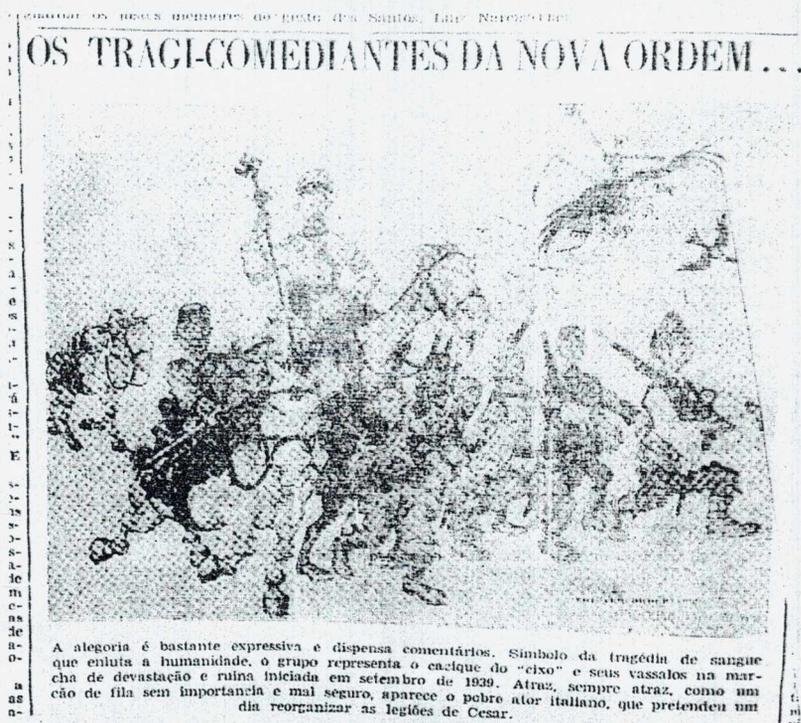 OS TRAGI-COMEDIANTES DA NOVA ORDEM...
A alegoria é bastante expressiva e dispensa comentários. Simbolo da tragédia de sangue
que enluta a humanidade, o grupo representa o cacique do "eixo" e seus vassalos na mar-
cha de devastação e ruina iniciada em setembro de 1939. Atraz, sempre atraz, como um
cão de fila sem importancia e mal seguro, aparece o pobre ator italiano, que pretendeu um
dia reorganizar as legiões de Cesar.